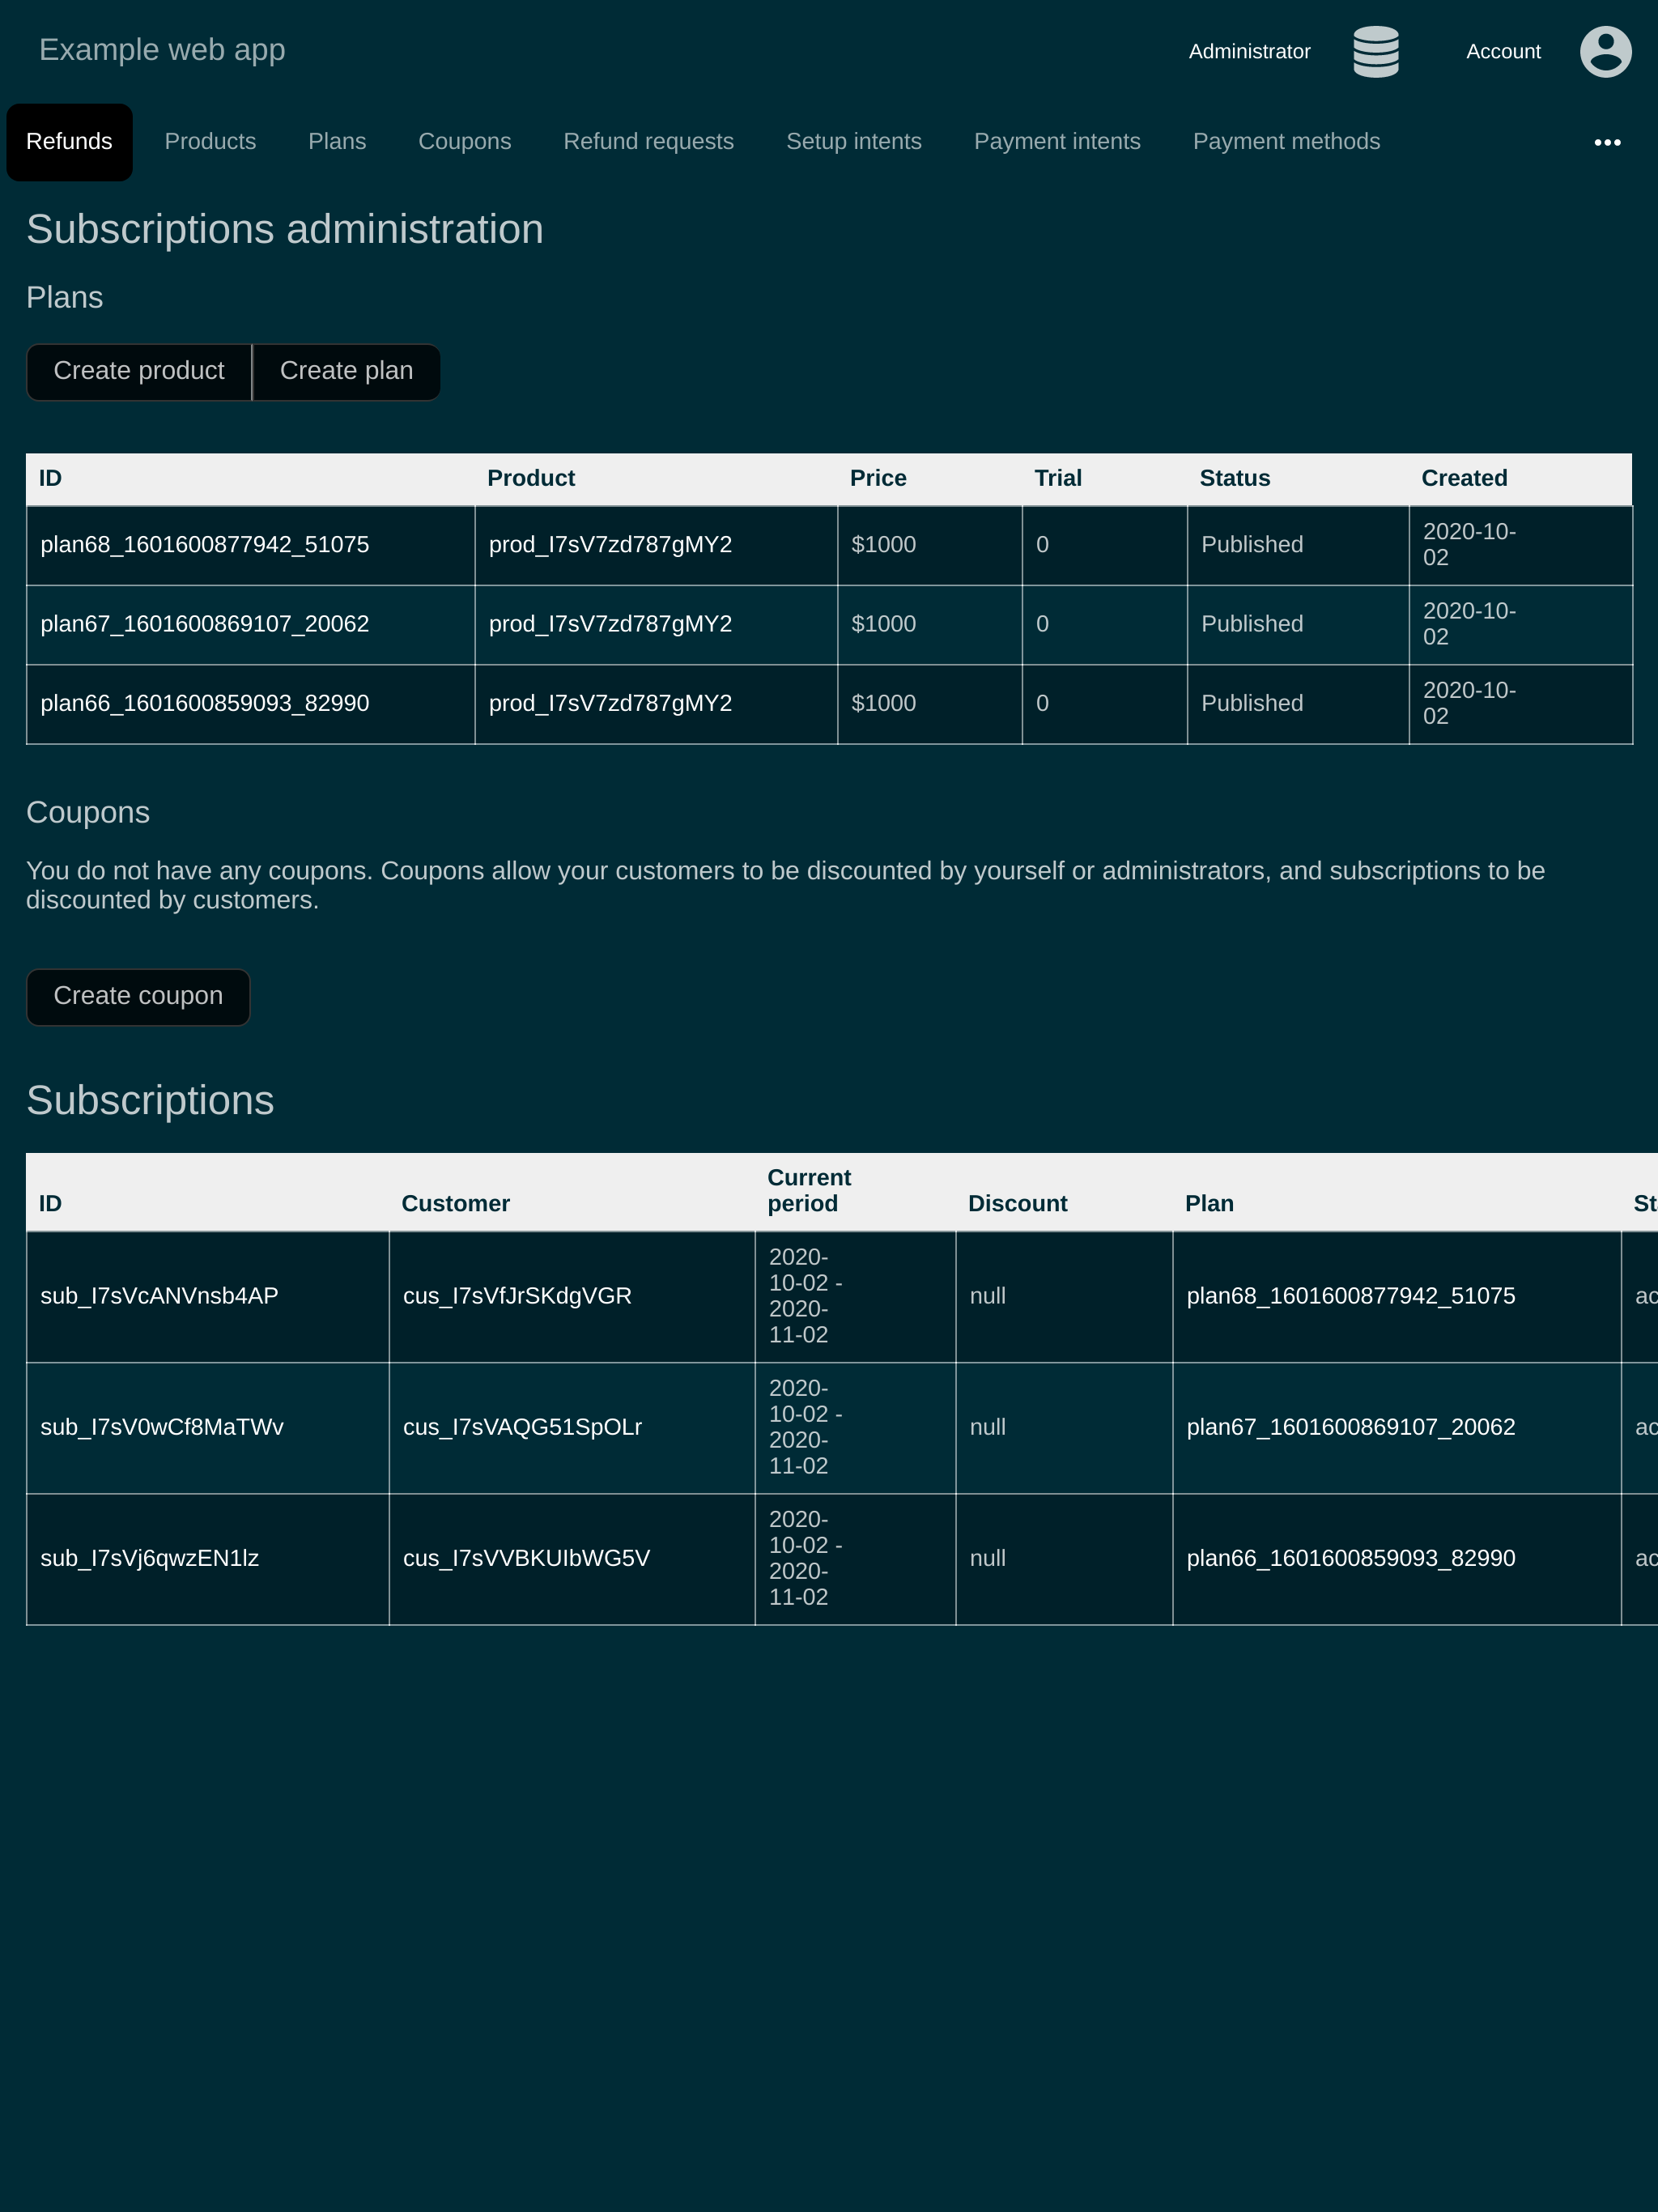 Example web app
Administrator
Account
Refunds Products Plans Coupons Refund requests Setup intents Payment intents Payment methods
Subscriptions administration
Plans
Create product Create plan
ID Product Price Trial Status Created
plan68_1601600877942_51075 prod_I7sV7zd787gMY2 $1000 0 Published 2020-10-
02
plan67_1601600869107_20062 prod_I7sV7zd787gMY2 $1000 0 Published 2020-10-
02
plan66_1601600859093_82990 prod_I7sV7zd787gMY2 $1000 0 Published 2020-10-
02
Coupons
You do not have any coupons. Coupons allow your customers to be discounted by yourself or administrators, and subscriptions to be
discounted by customers.
Create coupon
Subscriptions
ID Customer Current
period Discount Plan
sub_I7sVcANVnsb4AP cus_I7sVfJrSKdgVGR 2020-
10-02 -
2020-
11-02 null plan68_1601600877942_51075
sub_I7sV0wCf8MaTWv cus_I7sVAQG51SpOLr 2020-
10-02 -
2020-
11-02 null plan67_1601600869107_20062
sub_I7sVj6qwzEN1lz cus_I7sVVBKUIbWG5V 2020-
10-02 -
2020-
11-02 null plan66_1601600859093_82990